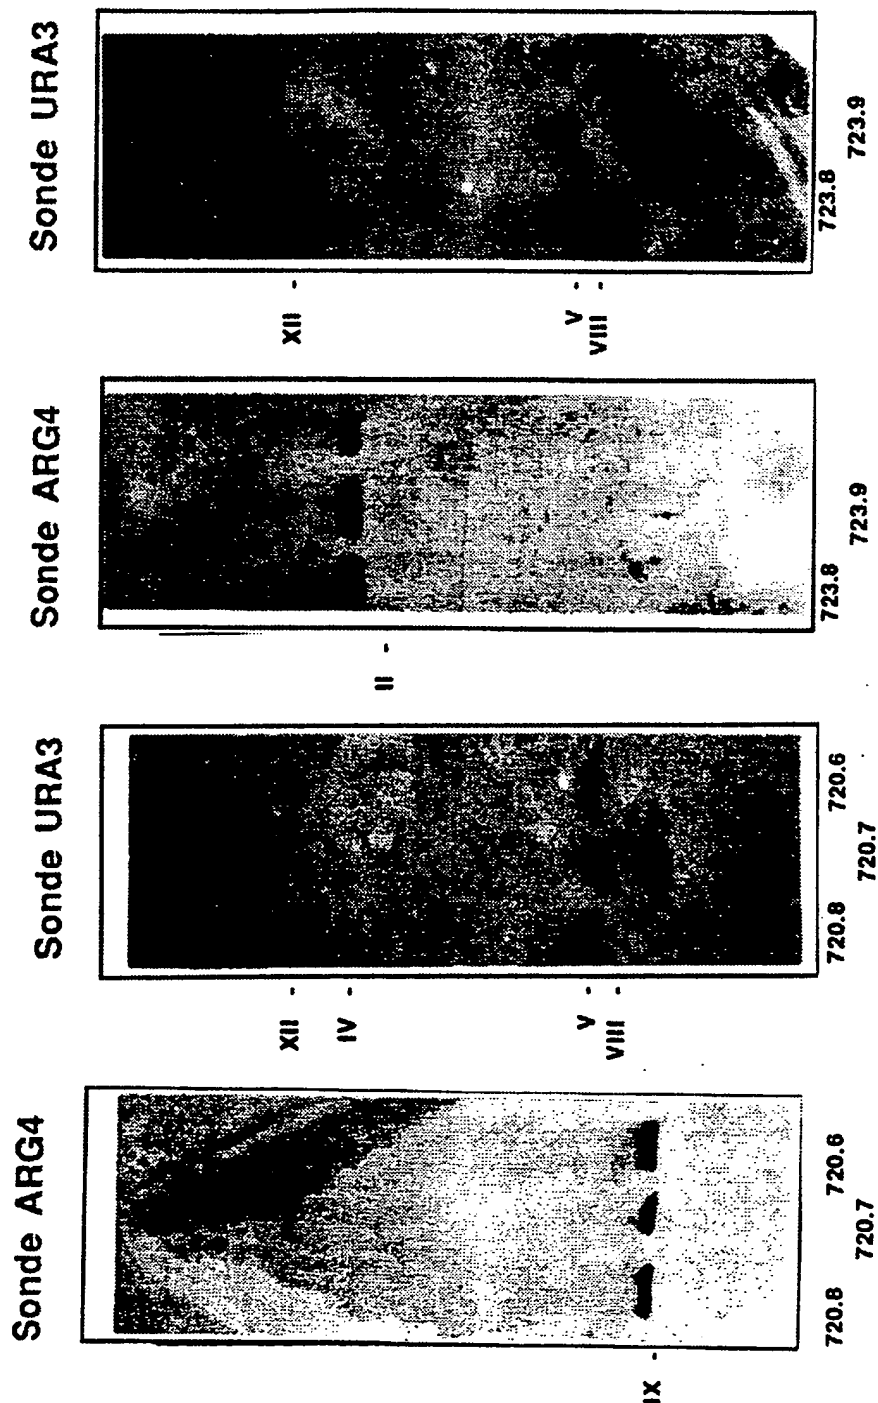 Sonde ARG4
IX
720.8
720.7
720.6
Sonde URA3
XII
IV
V
VIII
720.8
720.7
720.6
Sonde ARG4
II
723.8
723.9
Sonde URA3
XII
V
VIII
723.8
723.9